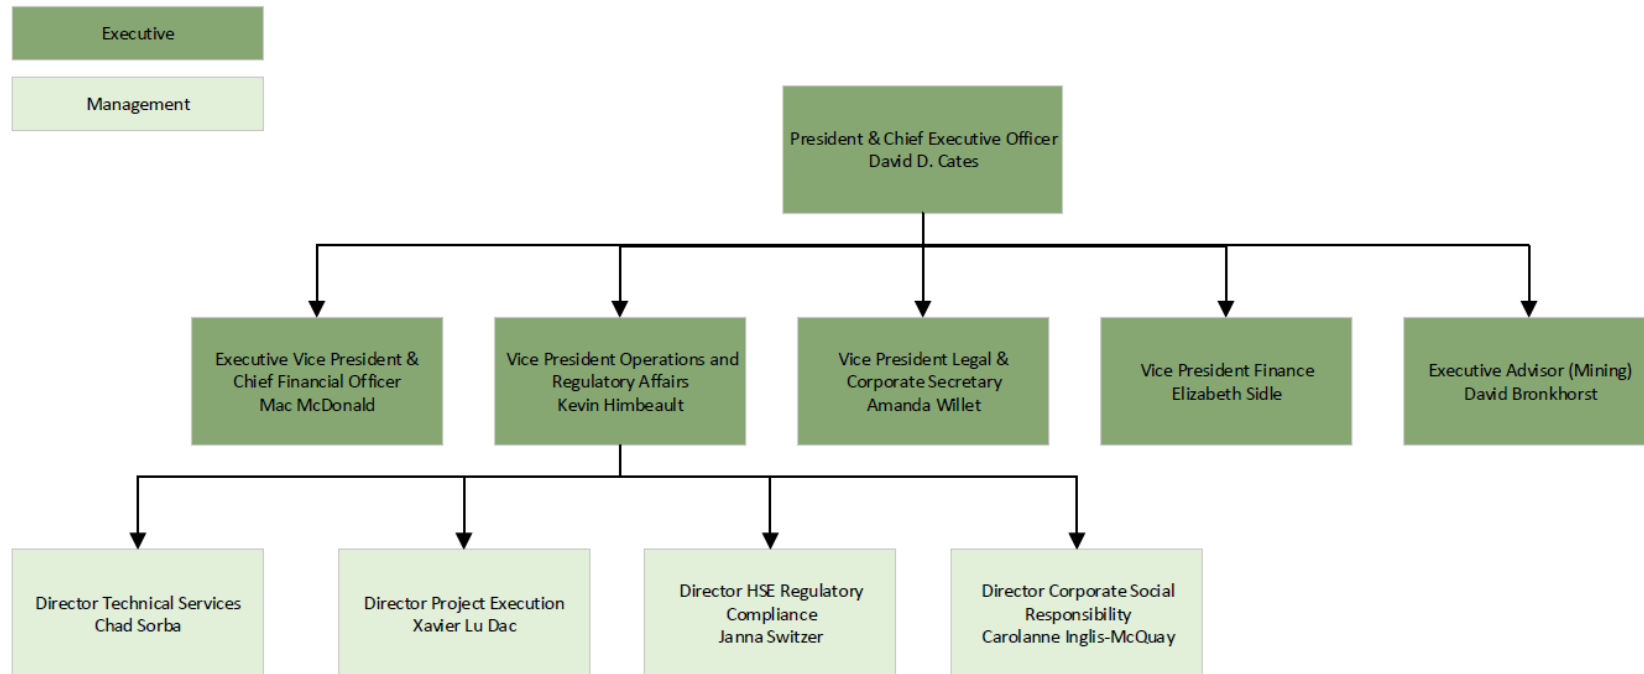 Executive
Management
President & Chief Executive Officer
David D. Cates
Executive Vice President &
Chief Financial Officer
Mac McDonald
Vice President Operations and
Regulatory Affairs
Kevin Himbeault
Vice President Legal &
Corporate Secretary
Amanda Willet
Vice President Finance
Elizabeth Sidle
Executive Advisor (Mining)
David Bronkhorst
Director Technical Services
Chad Sorba
Director Project Execution
Xavier Lu Dac
Director HSE Regulatory
Compliance
Janna Switzer
Director Corporate Social
Responsibility
Carolanne Inglis-McQuay